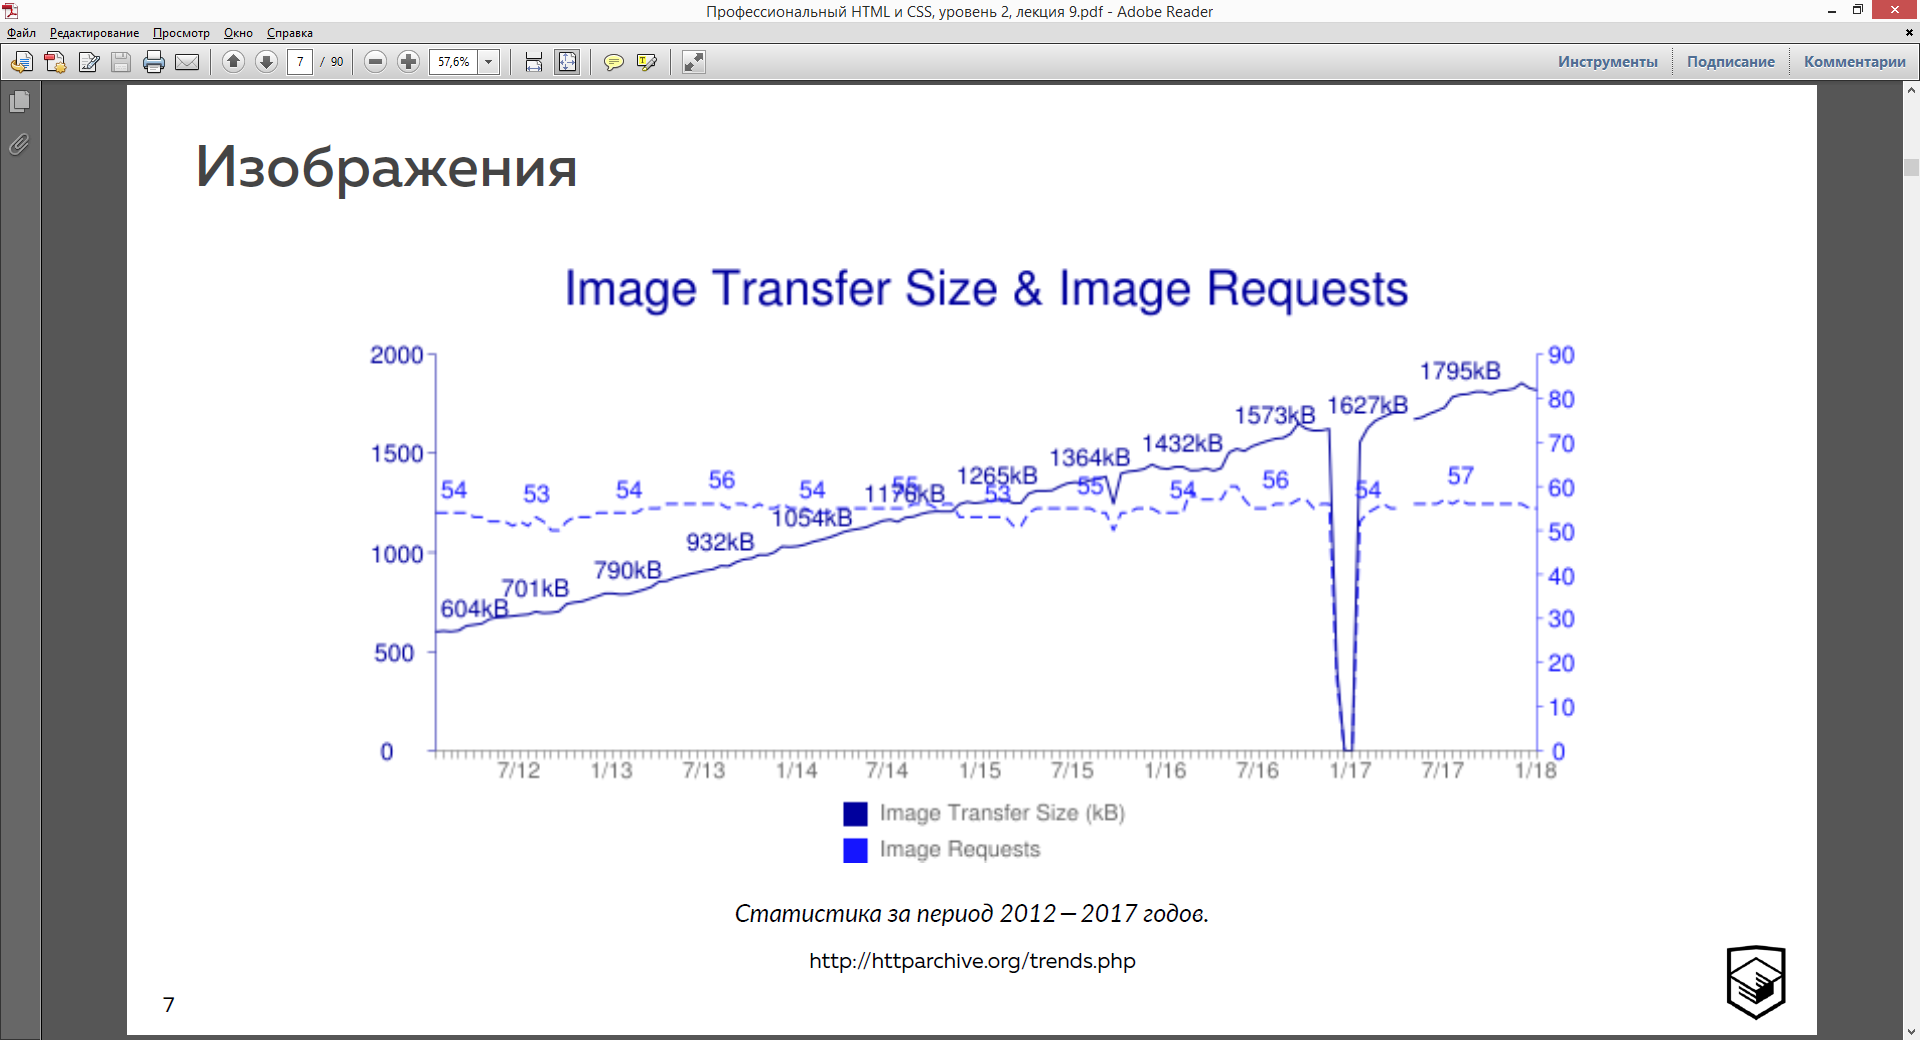 Профессиональный HTML и CSS, уровень 2, лекция 9.pdf - Adobe Reader
Файл Редактирование Просмотр Окно Справка
7 / 90 57,6% Инструменты Подписание Комментарии
Изображения
Image Transfer Size & Image Requests
2000
1500
1000
500
0
90
80
70
60
50
40
30
20
10
0
604kB 701kB 790kB 932kB 1054kB 1176kB 1265kB 1364kB 1432kB 1573kB 1627kB 1795kB
54 53 54 56 54 55 53 55 54 56 54 57
7/12 1/13 7/13 1/14 7/14 1/15 7/15 1/16 7/16 1/17 7/17 1/18
Image Transfer Size (kB)
Image Requests
Статистика за период 2012 – 2017 годов.
http://httparchive.org/trends.php
7